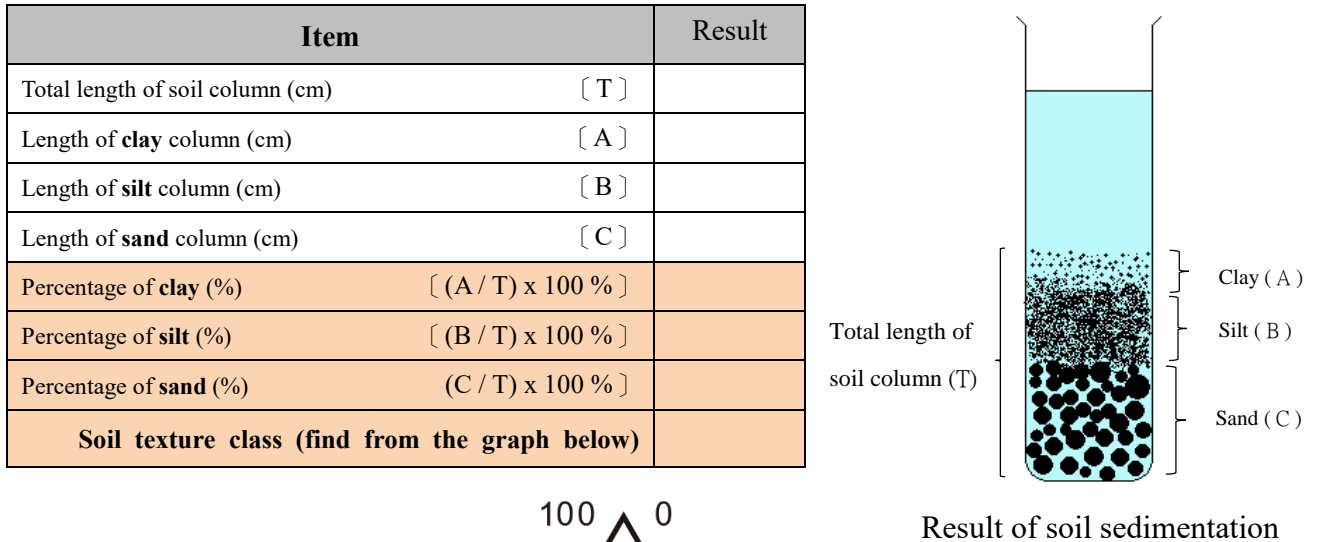 Item Result
Total length of soil column (cm) 〔 T 〕
Length of clay column (cm) 〔 A 〕
Length of silt column (cm) 〔 B 〕
Length of sand column (cm) 〔 C 〕
Percentage of clay (%) 〔 (A / T) x 100 % 〕
Percentage of silt (%) 〔 (B / T) x 100 % 〕
Percentage of sand (%) (C / T) x 100 % 〕
Soil texture class (find from the graph below)
Clay ( A )
Silt ( B )
Total length of
soil column (T)
Sand ( C )
Result of soil sedimentation
100 0